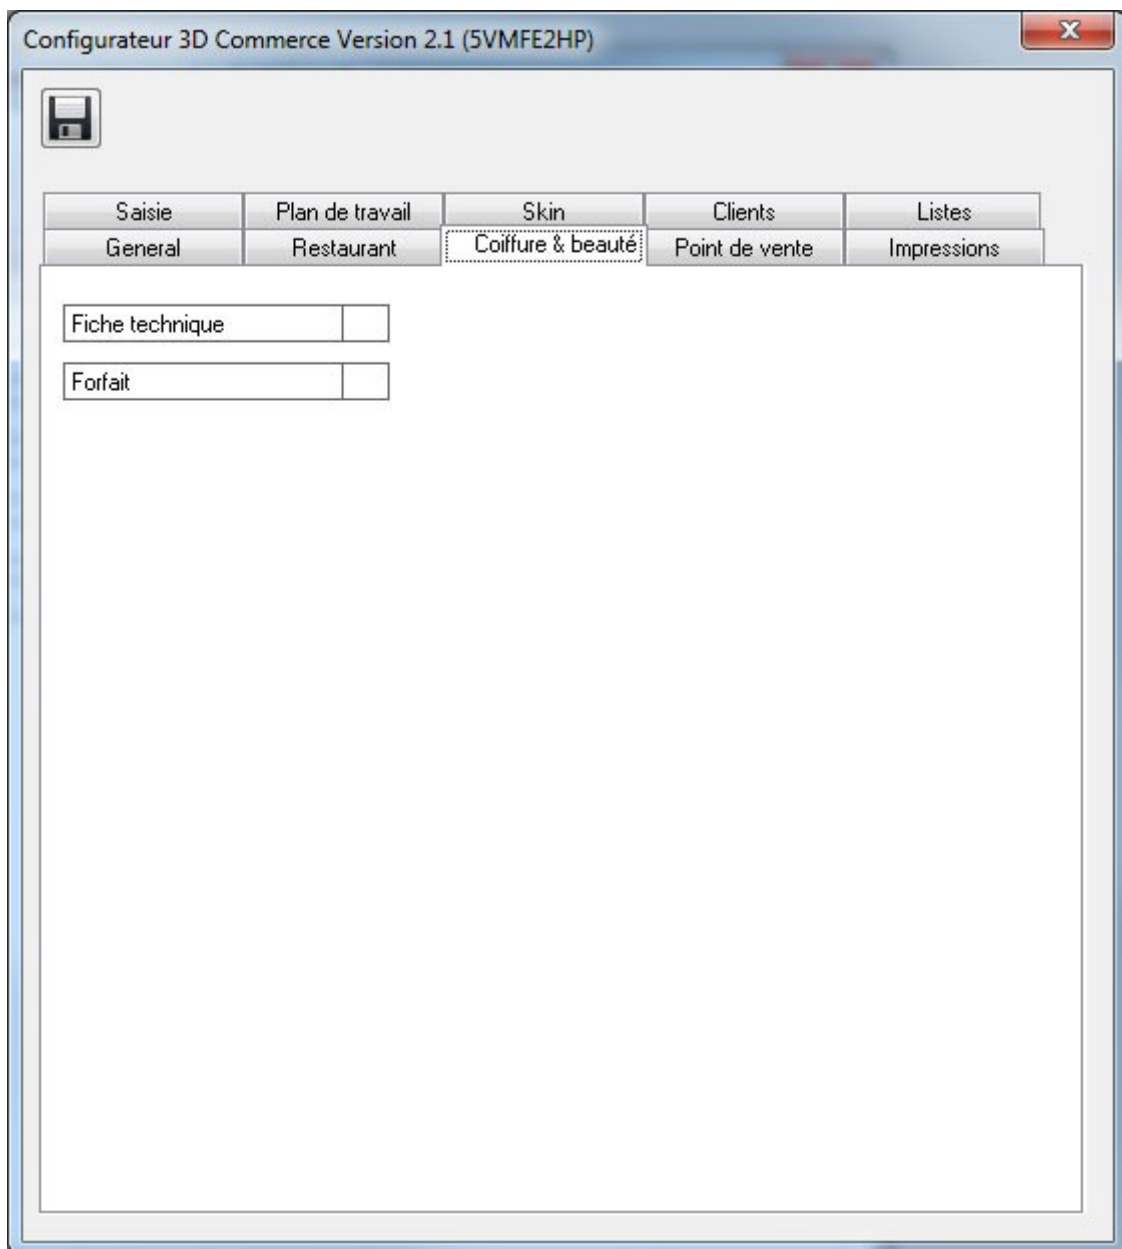 Configurateur 3D Commerce Version 2.1 (5VMFE2HP)
Saisie Plan de travail Skin Clients Listes
General Restaurant Coiffure & beauté Point de vente Impressions
Fiche technique
Forfait